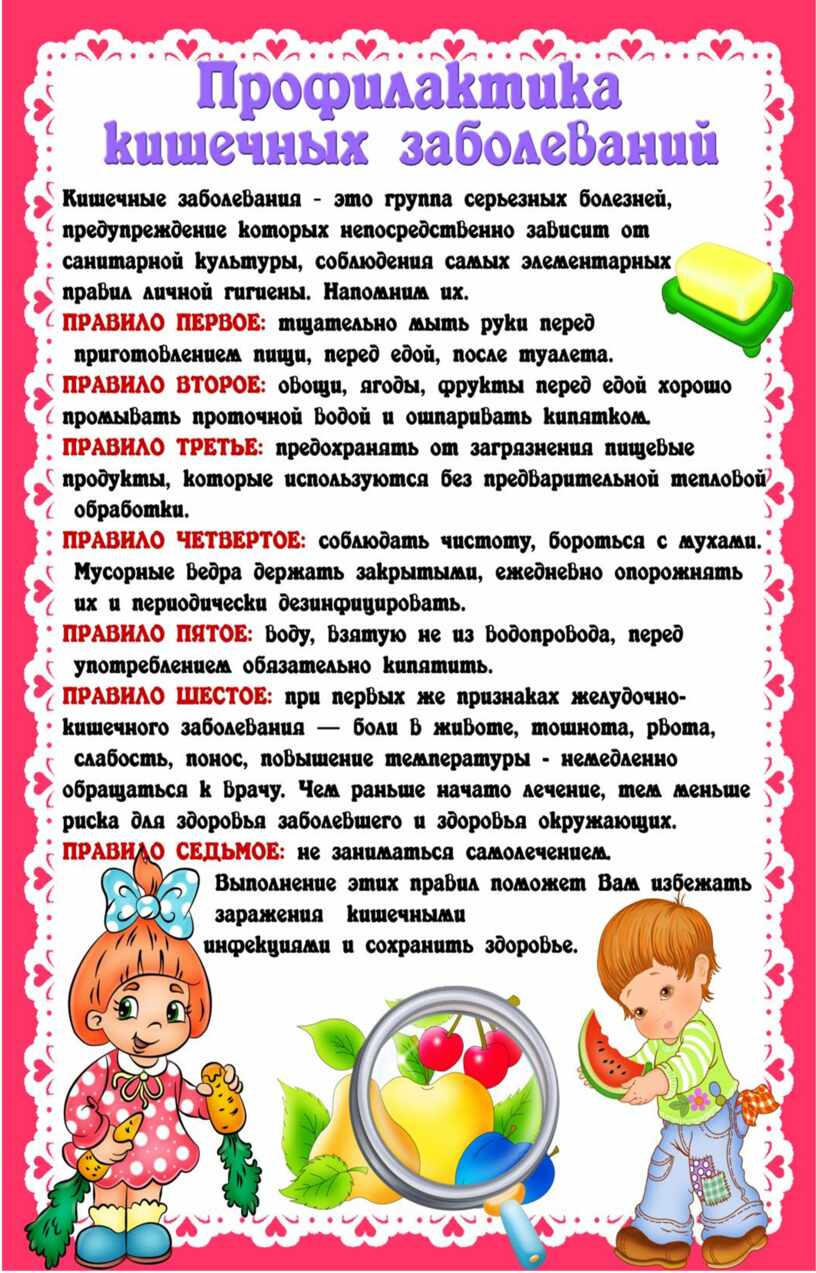 Профилактика
кишечных заболеваний
Кишечные заболевания - это группа серьезных болезней,
предупреждение которых непосредственно зависит от
санитарной культуры, соблюдения самых элементарных
правил личной гигиены. Напомним их.
ПРАВИЛО ПЕРВОЕ: тщательно мыть руки перед
приготовлением пищи, перед едой, после туалета.
ПРАВИЛО ВТОРОЕ: овощи, ягоды, фрукты перед едой хорошо
промывать проточной водой и ошпаривать кипятком.
ПРАВИЛО ТРЕТЬЕ: предохранять от загрязнения пищевые
продукты, которые используются без предварительной тепловой
обработки.
ПРАВИЛО ЧЕТВЕРТОЕ: соблюдать чистоту, бороться с мухами.
Мусорные ведра держать закрытыми, ежедневно опорожнять
их и периодически дезинфицировать.
ПРАВИЛО ПЯТОЕ: воду, взятую не из водопровода, перед
употреблением обязательно кипятить.
ПРАВИЛО ШЕСТОЕ: при первых же признаках желудочно-
кишечного заболевания — боли в животе, тошнота, рвота,
слабость, понос, повышение температуры - немедленно
обращаться к врачу. Чем раньше начато лечение, тем меньше
риска для здоровья заболевшего и здоровья окружающих.
ПРАВИЛО СЕДЬМОЕ: не заниматься самолечением.
Выполнение этих правил поможет Вам избежать
заражения кишечными
инфекциями и сохранить здоровье.